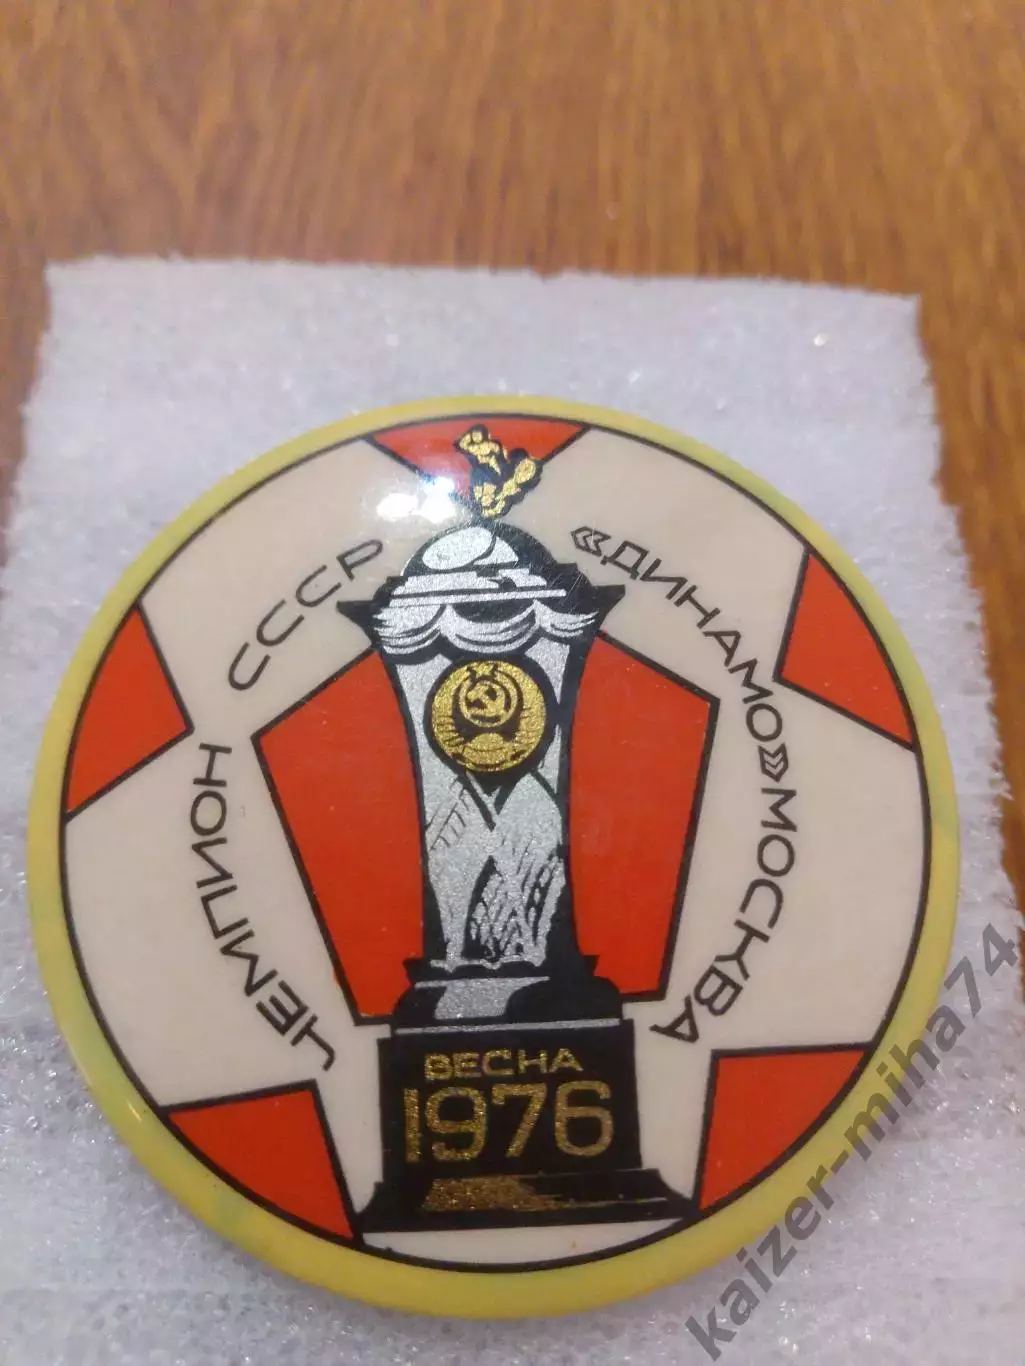 ЧЕМПИОН СССР
«ДИНАМО» МОСКВА
ВЕСНА
1976
kaizer-miha74